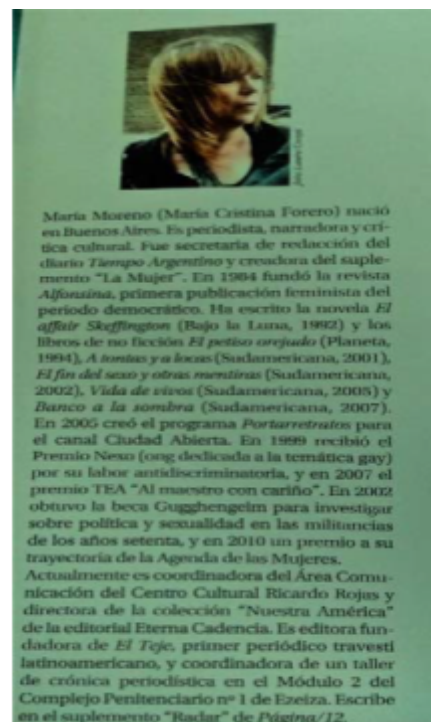 María Moreno (María Cristina Forero) nació
en Buenos Aires. Es periodista, narradora y crí-
tica cultural. Fue secretaria de redacción del
diario Tiempo Argentino y creadora del suple-
mento “La Mujer”. En 1984 fundó la revista
Alfonsina, primera publicación feminista del
período democrático. Ha escrito la novela El
affair Skeffington (Bajo la Luna, 1992) y los
libros de no ficción El petiso orejudo (Planeta,
1994), A tontas y a locas (Sudamericana, 2001),
El fin del sexo y otras mentiras (Sudamericana,
2002), Vida de vivos (Sudamericana, 2005) y
Banco a la sombra (Sudamericana, 2007).
En 2005 creó el programa Portarretratos para
el canal Ciudad Abierta. En 1999 recibió el
Premio Nexo (ong dedicada a la temática gay)
por su labor antidiscriminatoria, y en 2007 el
premio TEA “Al maestro con cariño”. En 2002
obtuvo la beca Gugghengeim para investigar
sobre política y sexualidad en las militancias
de los años setenta, y en 2010 un premio a su
trayectoria de la Agenda de las Mujeres.
Actualmente es coordinadora del Área Comu-
nicación del Centro Cultural Ricardo Rojas y
directora de la colección “Nuestra América”
de la editorial Eterna Cadencia. Es editora fun-
dadora de El Teje, primer periódico travesti
latinoamericano, y coordinadora de un taller
de crónica periodística en el Módulo 2 del
Complejo Penitenciario nº 1 de Ezeiza. Escribe
en el suplemento “Radar” de Página/12.